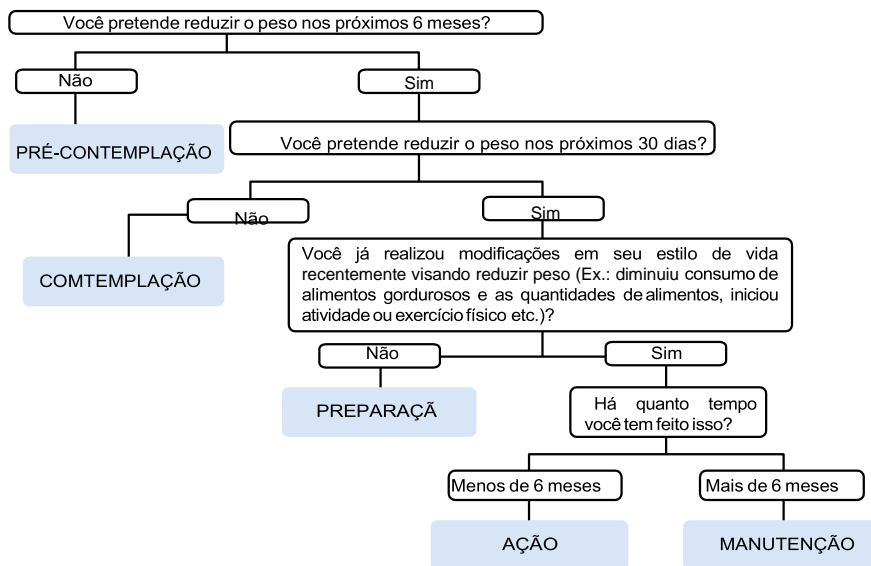 Você pretende reduzir o peso nos próximos 6 meses?
Não
Sim
PRÉ-CONTEMPLAÇÃO
Você pretende reduzir o peso nos próximos 30 dias?
Não
Sim
COMTEMPLAÇÃO
Você já realizou modificações em seu estilo de vida
recentemente visando reduzir peso (Ex.: diminuiu consumo de
alimentos gordurosos e as quantidades de alimentos, iniciou
atividade ou exercício físico etc.)?
Não
Sim
PREPARAÇÃ
Há quanto tempo
você tem feito isso?
Menos de 6 meses
Mais de 6 meses
AÇÃO
MANUTENÇÃO